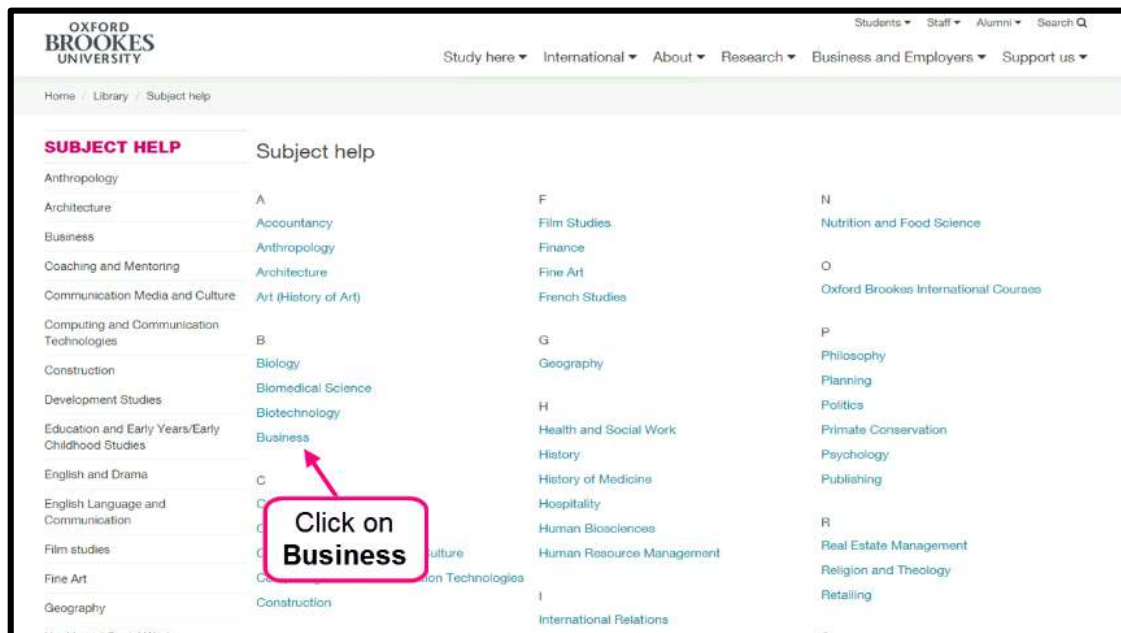 OXFORD
BROOKES
UNIVERSITY
Students Staff Alumni Search
Study here International About Research Business and Employers Support us
Home / Library / Subject help
SUBJECT HELP
Anthropology
Architecture
Business
Coaching and Mentoring
Communication Media and Culture
Computing and Communication
Technologies
Construction
Development Studies
Education and Early Years/Early
Childhood Studies
English and Drama
English Language and
Communication
Film studies
Fine Art
Geography
Subject help
A
Accountancy
Anthropology
Architecture
Art (History of Art)
B
Biology
Biomedical Science
Biotechnology
Business
C
Click on
Business
Construction
F
Film Studies
Finance
Fine Art
French Studies
G
Geography
H
Health and Social Work
History
History of Medicine
Hospitality
Human Biosciences
Human Resource Management
I
International Relations
N
Nutrition and Food Science
O
Oxford Brookes International Courses
P
Philosophy
Planning
Politics
Primate Conservation
Psychology
Publishing
R
Real Estate Management
Religion and Theology
Retailing